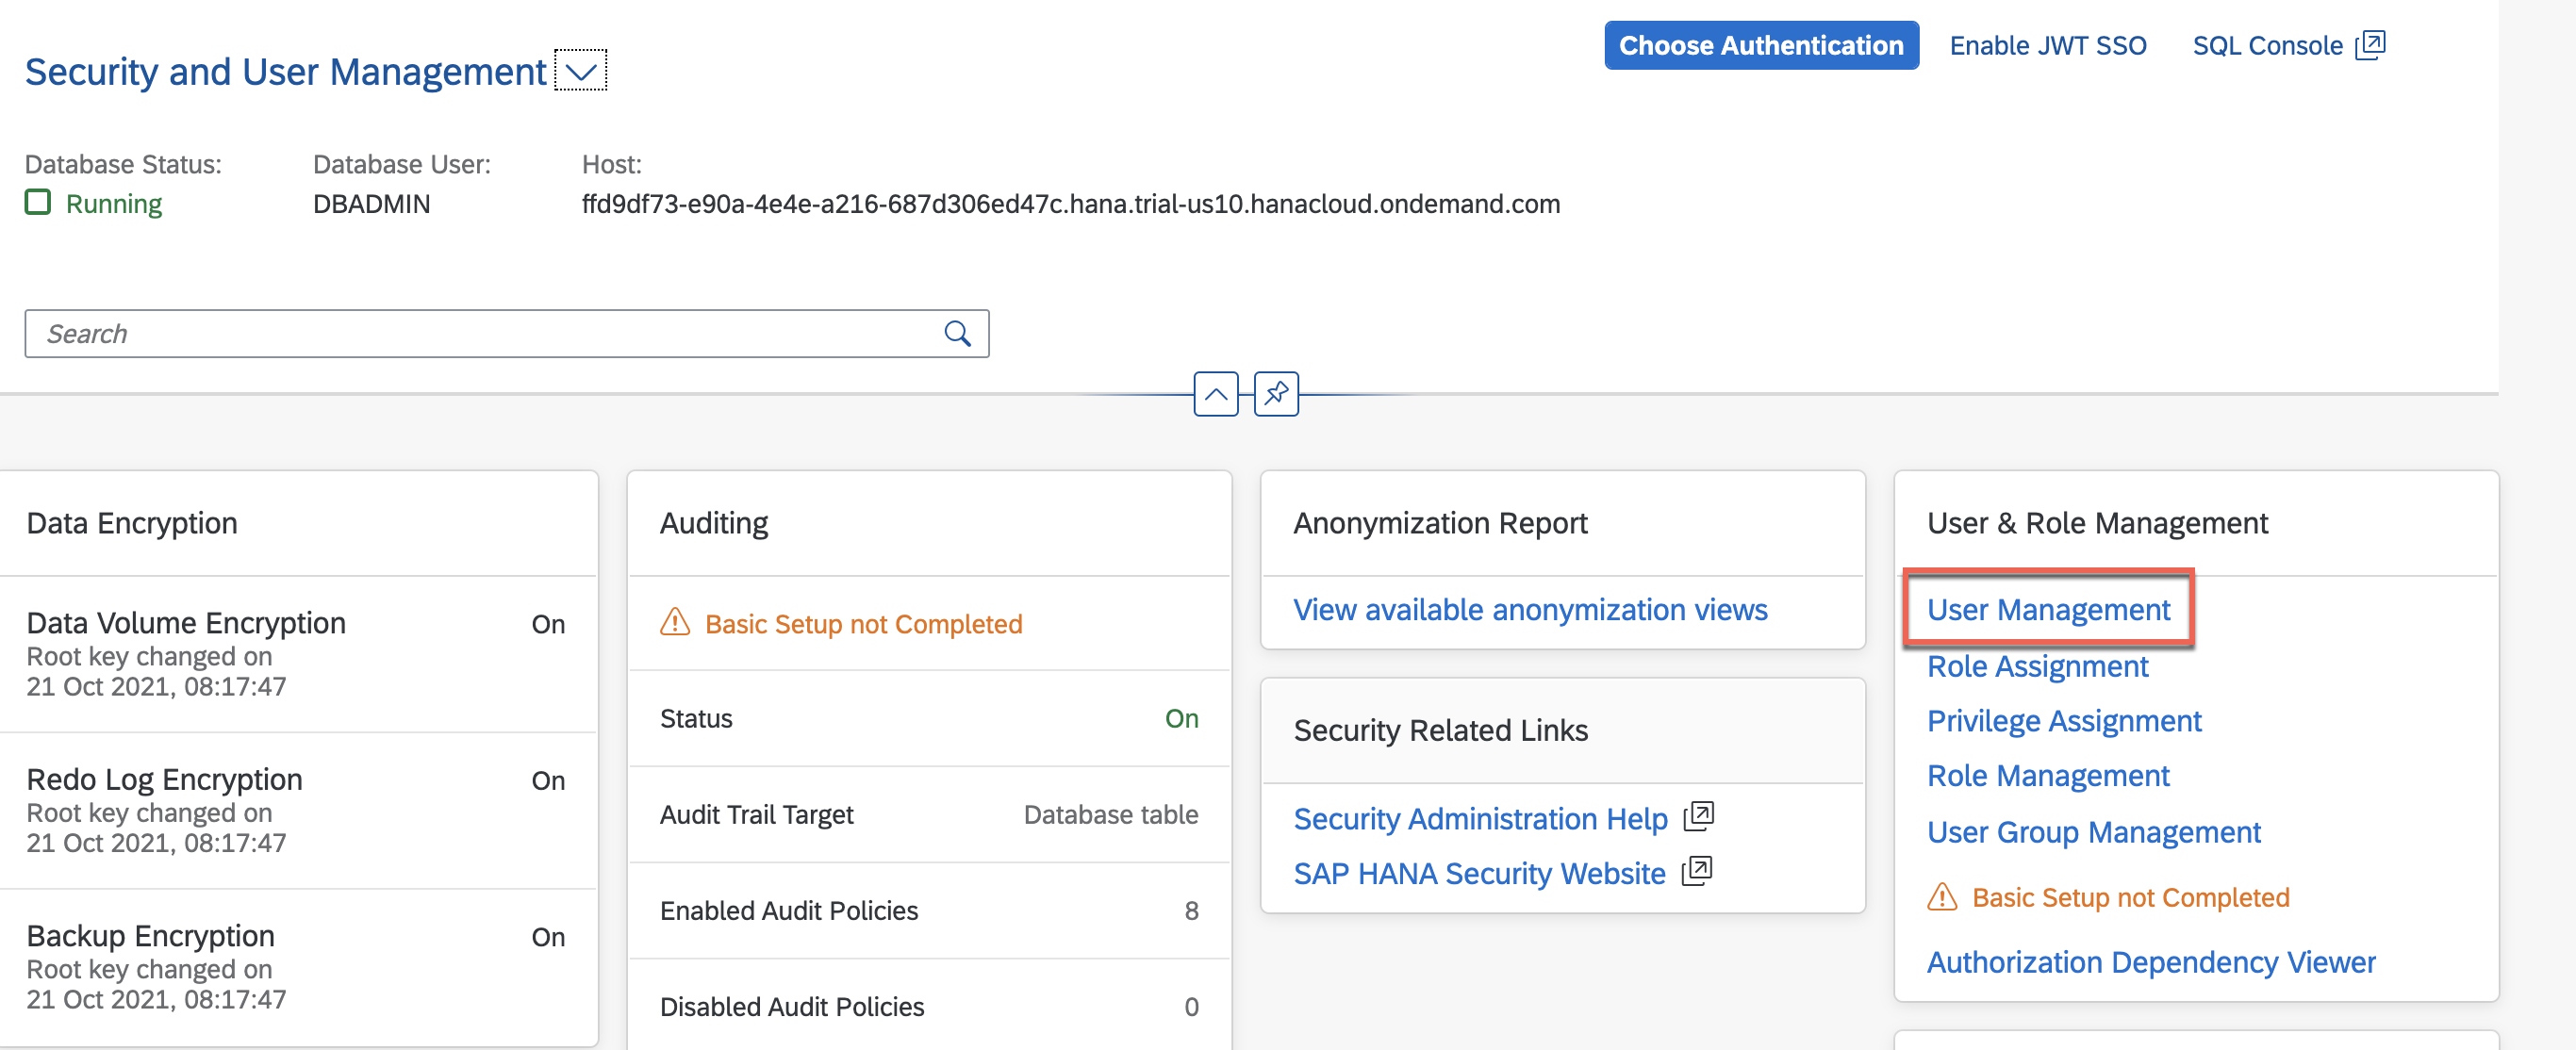 Security and User Management
Choose Authentication
Enable JWT SSO
SQL Console
Database Status:
Running
Database User:
DBADMIN
Host:
ffd9df73-e90a-4e4e-a216-687d306ed47c.hana.trial-us10.hanacloud.ondemand.com
Search
Data Encryption
Data Volume Encryption On
Root key changed on
21 Oct 2021, 08:17:47
Redo Log Encryption On
Root key changed on
21 Oct 2021, 08:17:47
Backup Encryption On
Root key changed on
21 Oct 2021, 08:17:47
Auditing
Basic Setup not Completed
Status On
Audit Trail Target Database table
Enabled Audit Policies 8
Disabled Audit Policies 0
Anonymization Report
View available anonymization views
Security Related Links
Security Administration Help
SAP HANA Security Website
User & Role Management
User Management
Role Assignment
Privilege Assignment
Role Management
User Group Management
Basic Setup not Completed
Authorization Dependency Viewer